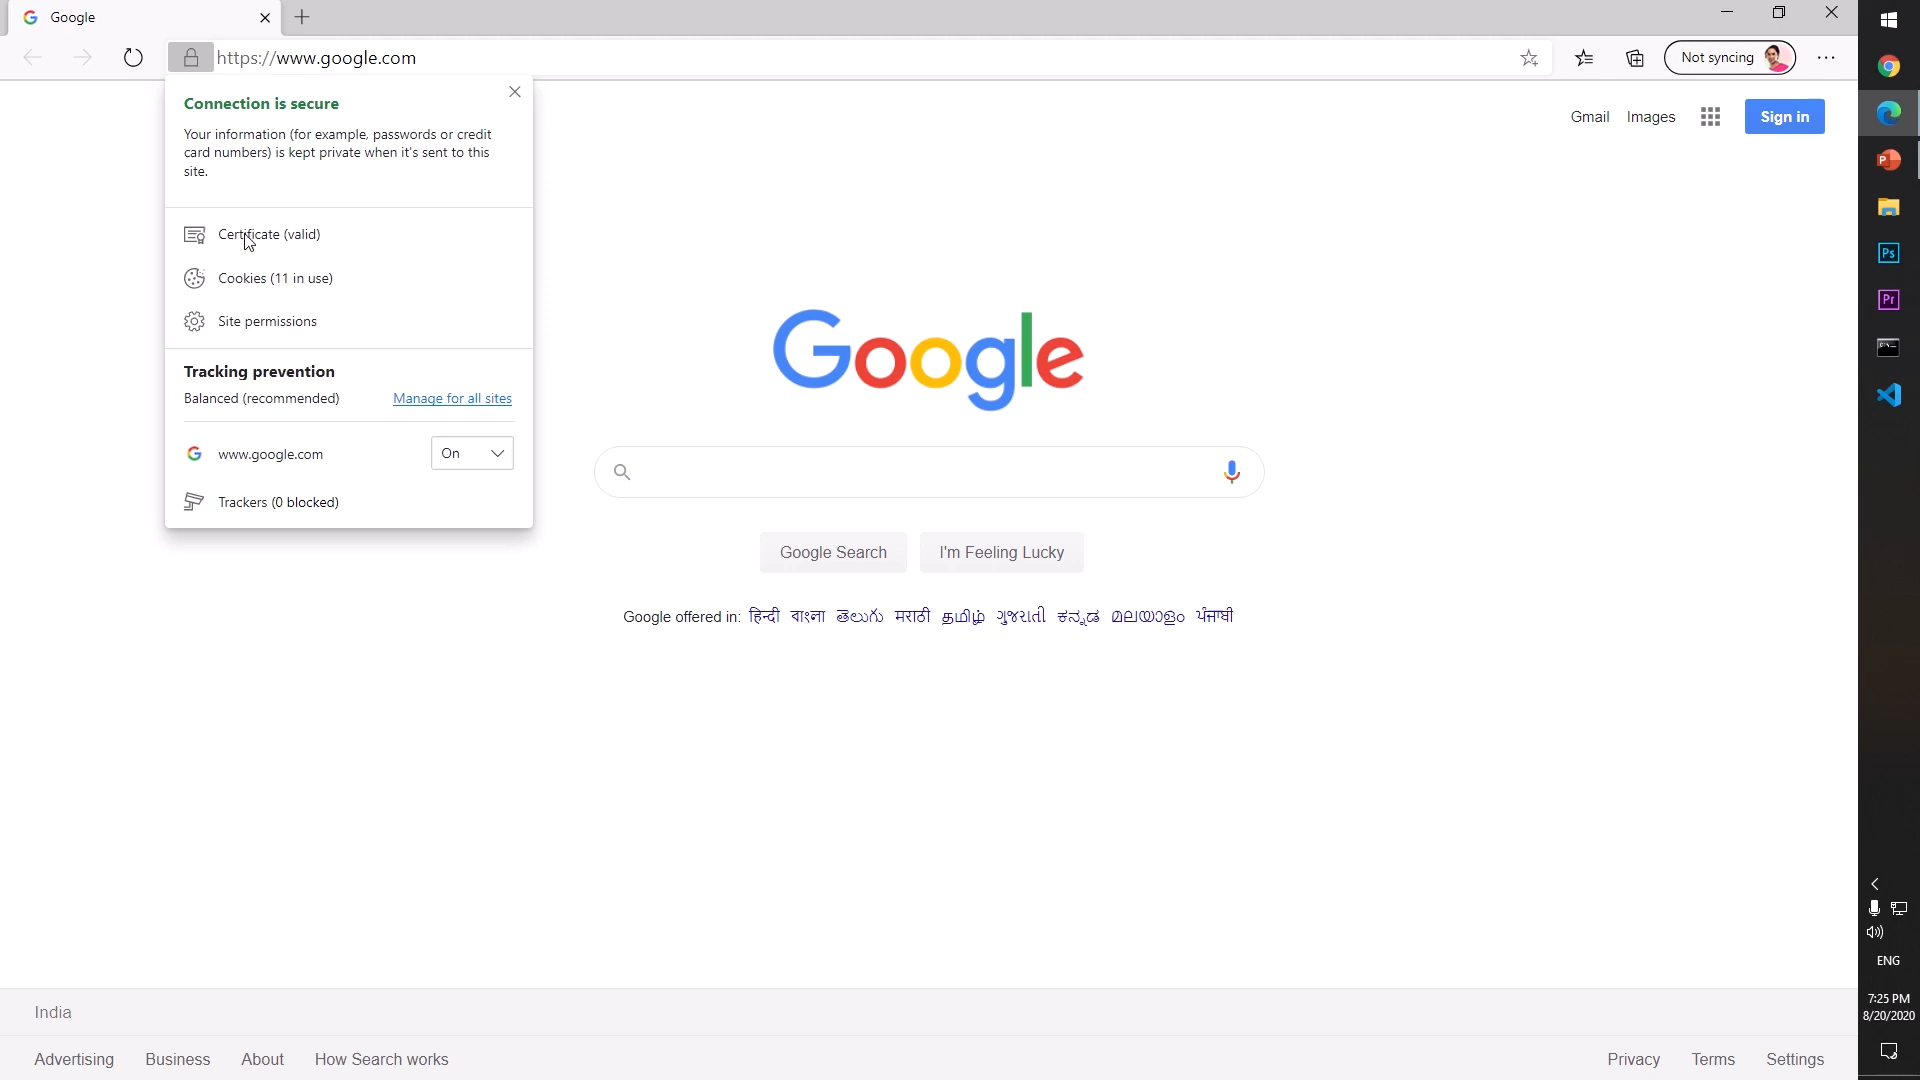 Google
https://www.google.com
Not syncing
Connection is secure
Your information (for example, passwords or credit
card numbers) is kept private when it's sent to this
site.
Certificate (valid)
Cookies (11 in use)
Site permissions
Tracking prevention
Balanced (recommended) Manage for all sites
www.google.com On
Trackers (0 blocked)
Gmail Images Sign in
Google
Google Search I'm Feeling Lucky
Google offered in: हिन्दी বাংলা తెలుగు मराठी தமிழ் ગુજરાતી ಕನ್ನಡ മലയാളം ਪੰਜਾਬੀ
India
Advertising Business About How Search works
Privacy Terms Settings
P
Ps
Pr
ENG
7:25 PM
8/20/2020